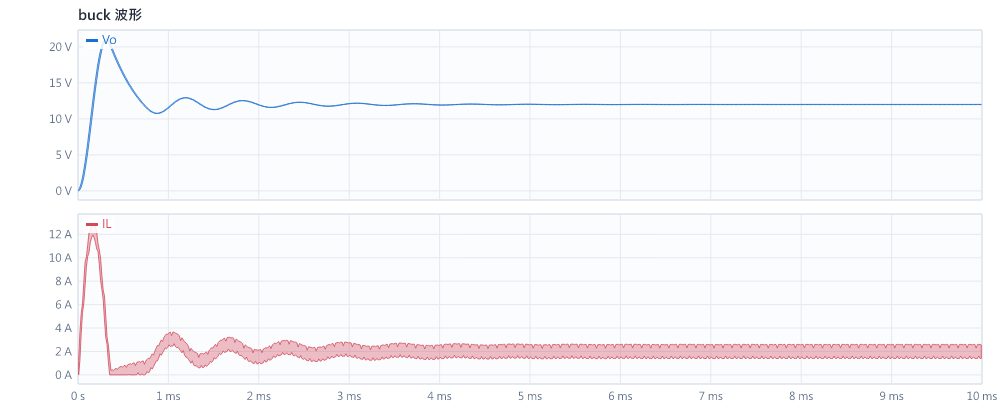 buck 波形
Vo
20 V
15 V
10 V
5 V
0 V
IL
12 A
10 A
8 A
6 A
4 A
2 A
0 A
0 s 1 ms 2 ms 3 ms 4 ms 5 ms 6 ms 7 ms 8 ms 9 ms 10 ms